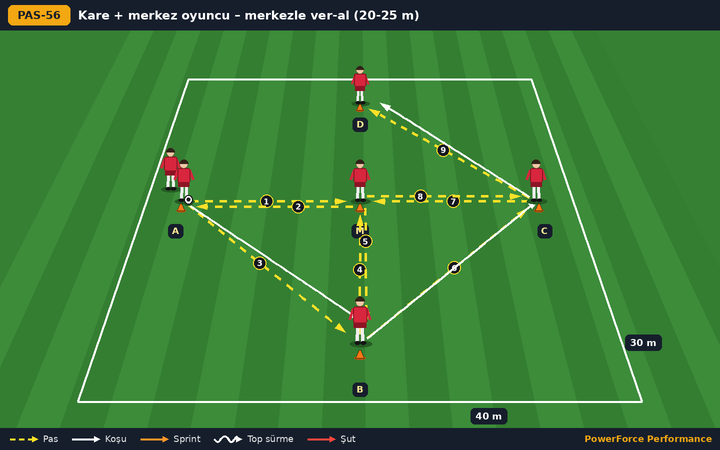 PAS-56 Kare + merkez oyuncu – merkezle ver-al (20-25 m)
D
9
1 8 7
2
A M C
5
3 4 6
30 m
B
40 m
Pas Koşu Sprint Top sürme Şut PowerForce Performance